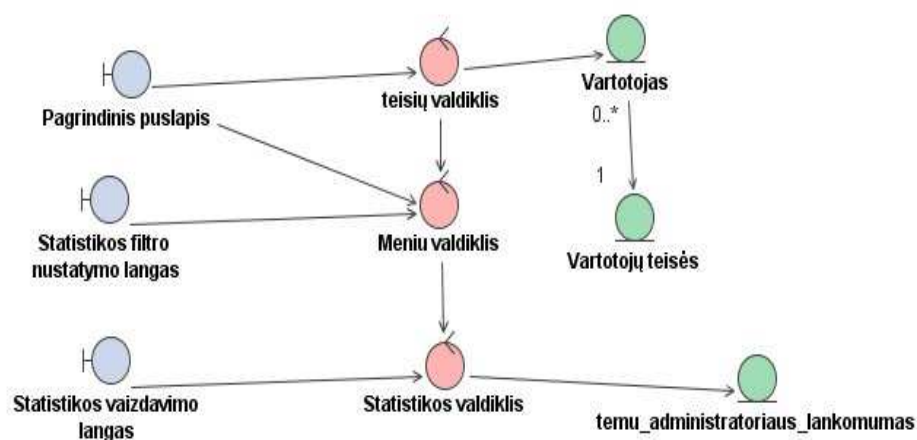 Pagrindinis puslapis
teisių valdiklis
Vartotojas
0..*
1
Statistikos filtro
nustatymo langas
Meniu valdiklis
Vartotojų teisės
Statistikos vaizdavimo
langas
Statistikos valdiklis
temu_administratoriaus_lankomumas